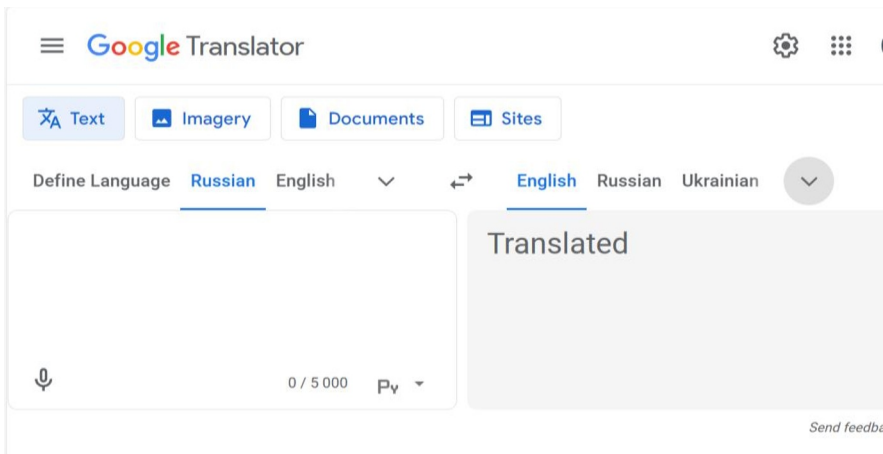 Google Translator
Text Imagery Documents Sites
Define Language Russian English English Russian Ukrainian
Translated
0 / 5 000 Ру
Send